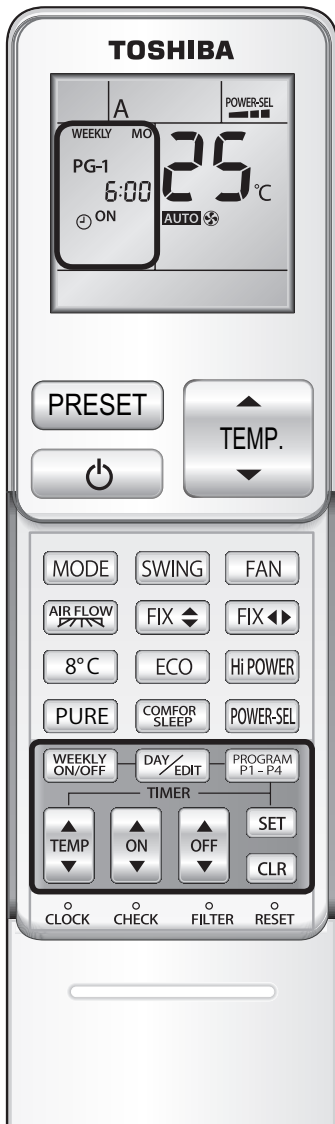 TOSHIBA
A POWER-SEL
WEEKLY MO
PG-1
6:00
ON
25 °C
AUTO
PRESET
TEMP.
MODE SWING FAN
AIR FLOW FIX FIX
8°C ECO Hi POWER
PURE COMFOR SLEEP POWER-SEL
WEEKLY ON/OFF DAY/EDIT PROGRAM P1 - P4
TIMER
TEMP ON OFF SET
CLR
CLOCK CHECK FILTER RESET